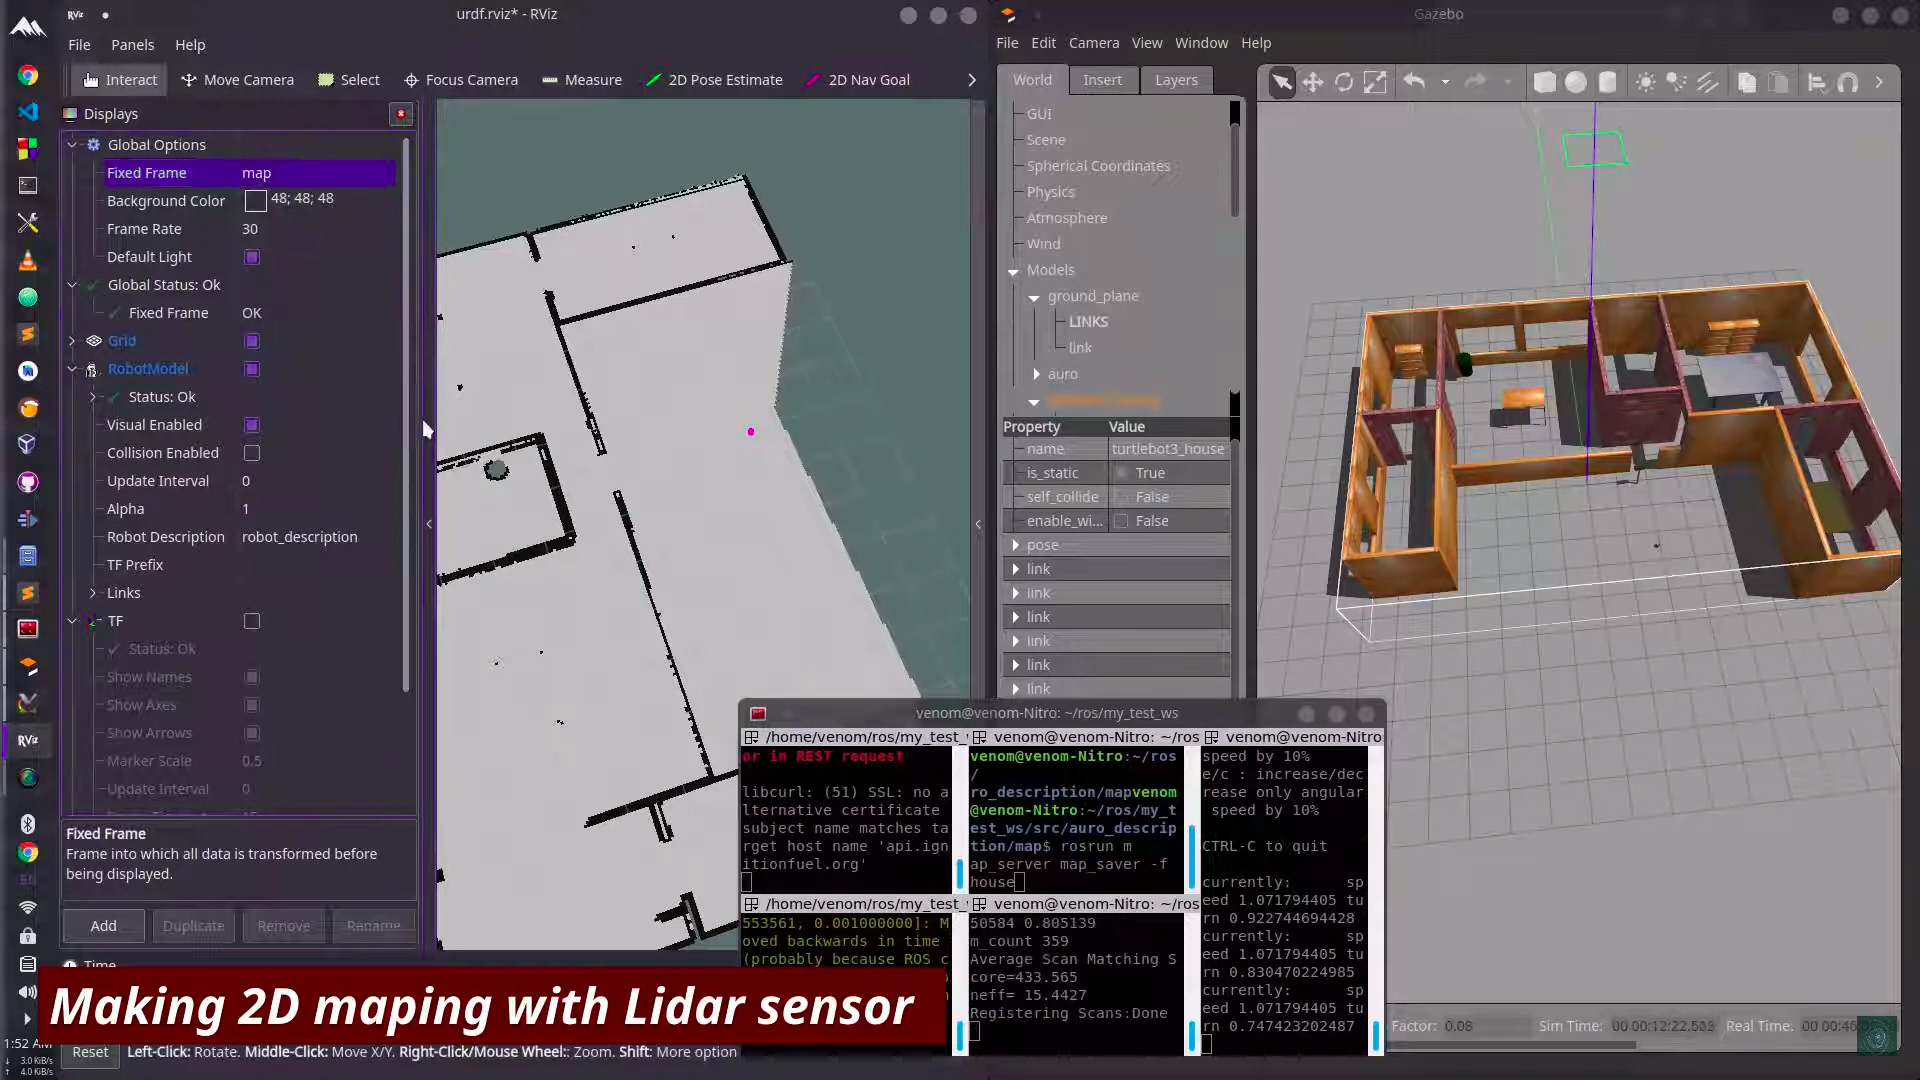 RViz
urdf.rviz* - RViz
File Panels Help
Interact Move Camera Select Focus Camera Measure 2D Pose Estimate 2D Nav Goal
Displays
Global Options
Fixed Frame map
Background Color 48; 48; 48
Frame Rate 30
Default Light
Global Status: Ok
Fixed Frame OK
Grid
RobotModel
Status: Ok
Visual Enabled
Collision Enabled
Update Interval 0
Alpha 1
Robot Description robot_description
TF Prefix
Links
TF
Status: Ok
Show Names
Show Axes
Show Arrows
Marker Scale 0.5
Update Interval 0
Fixed Frame
Frame into which all data is transformed before
being displayed.
Add Duplicate Remove Rename
Time
Reset Left-Click: Rotate. Middle-Click: Move X/Y. Right-Click/Mouse Wheel:: Zoom. Shift: More option
RViz
1:52 AM
3.0 KiB/s
4.0 KiB/s
Making 2D maping with Lidar sensor
Gazebo
File Edit Camera View Window Help
World Insert Layers
GUI
Scene
Spherical Coordinates
Physics
Atmosphere
Wind
Models
ground_plane
LINKS
link
auro
Property Value
name turtlebot3_house
is_static True
self_collide False
enable_wi... False
pose
link
link
link
link
link
link
Factor: 0.08 Sim Time: Real Time:
venom@venom-Nitro: ~/ros/my_test_ws
/home/venom/ros/my_test_
or in REST request
libcurl: (51) SSL: no a
lternative certificate
subject name matches ta
rget host name 'api.ign
itionfuel.org'
venom@venom-Nitro: ~/ros
venom@venom-Nitro:~/ros
/
ro_description/mapvenom
@venom-Nitro:~/ros/my_t
est_ws/src/auro_descrip
tion/map$ rosrun m
ap_server map_saver -f
house
venom@venom-Nitro
speed by 10%
e/c : increase/dec
rease only angular
speed by 10%
CTRL-C to quit
currently: sp
eed 1.071794405 tu
rn 0.922744694428
currently: sp
eed 1.071794405 tu
rn 0.830470224985
currently: sp
eed 1.071794405 tu
rn 0.747423202487
/home/venom/ros/my_test_
553561, 0.001000000]: M
oved backwards in time
(probably because ROS c
venom@venom-Nitro: ~/ros
50584 0.805139
m_count 359
Average Scan Matching S
core=433.565
neff= 15.4427
Registering Scans:Done